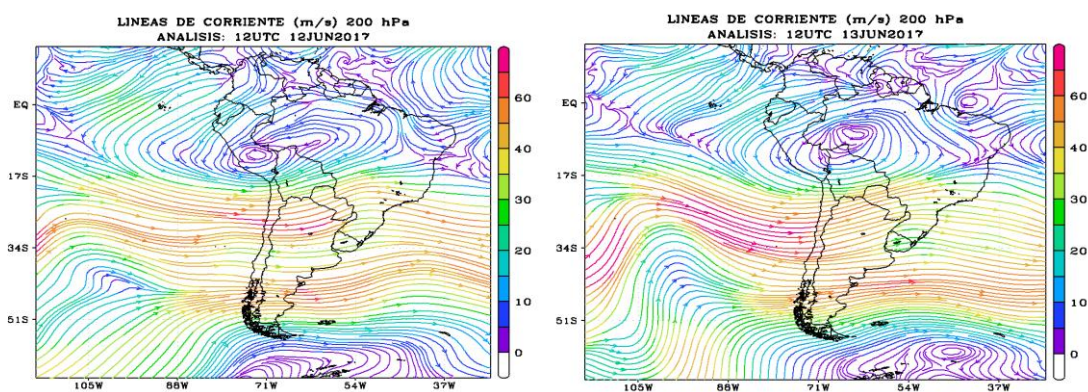 LINEAS DE CORRIENTE (m/s) 200 hPa
ANALISIS: 12UTC 12JUN2017
EQ
17S
34S
51S
105W 88W 71W 54W 37W
60
50
40
30
20
10
0
LINEAS DE CORRIENTE (m/s) 200 hPa
ANALISIS: 12UTC 13JUN2017
EQ
17S
34S
51S
105W 88W 71W 54W 37W
60
50
40
30
20
10
0